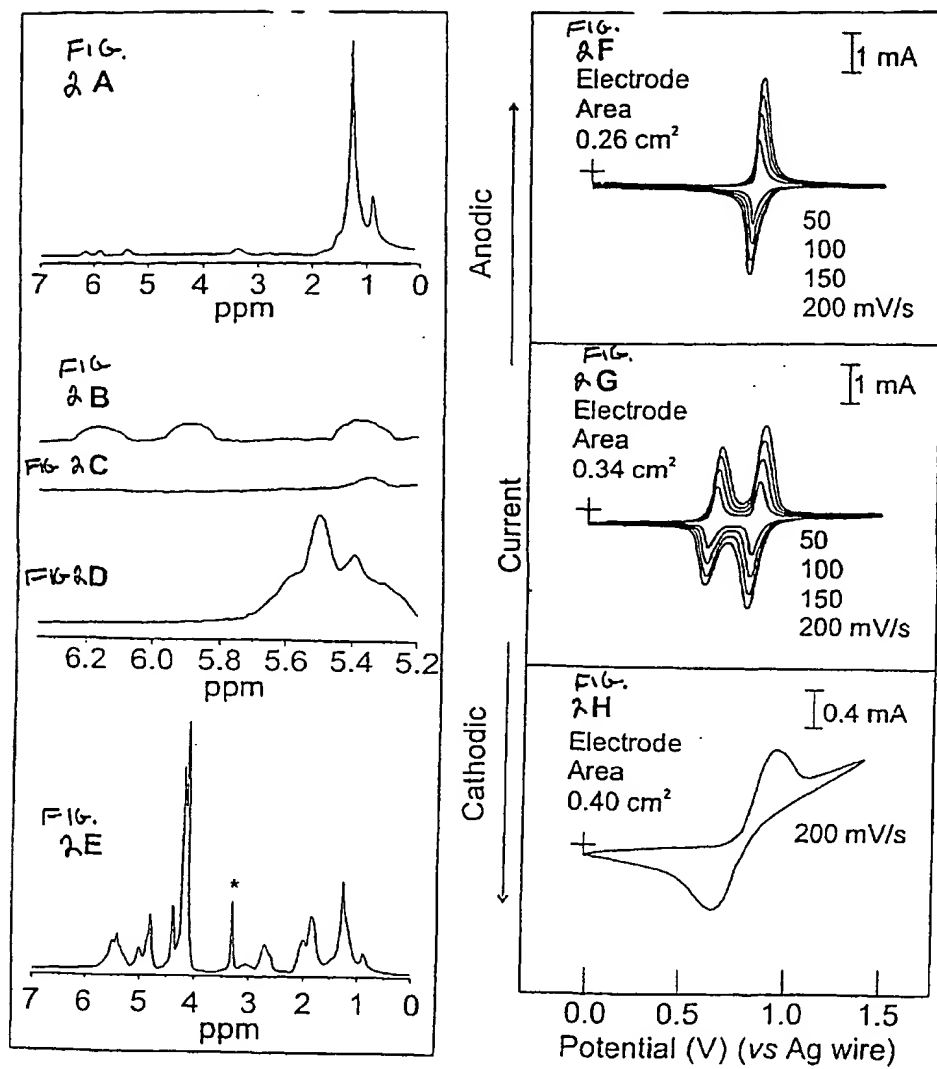 FIG.
2 A
7 6 5 4 3 2 1 0
ppm
FIG
2B
FIG 2C
FIG 2D
6.2 6.0 5.8 5.6 5.4 5.2
ppm
FIG.
2E
*
7 6 5 4 3 2 1 0
ppm
Anodic
Current
Cathodic
FIG.
2F
Electrode
Area
0.26 cm²
1 mA
50
100
150
200 mV/s
FIG.
2G
Electrode
Area
0.34 cm²
1 mA
50
100
150
200 mV/s
FIG.
2H
Electrode
Area
0.40 cm²
0.4 mA
200 mV/s
0.0 0.5 1.0 1.5
Potential (V) (vs Ag wire)